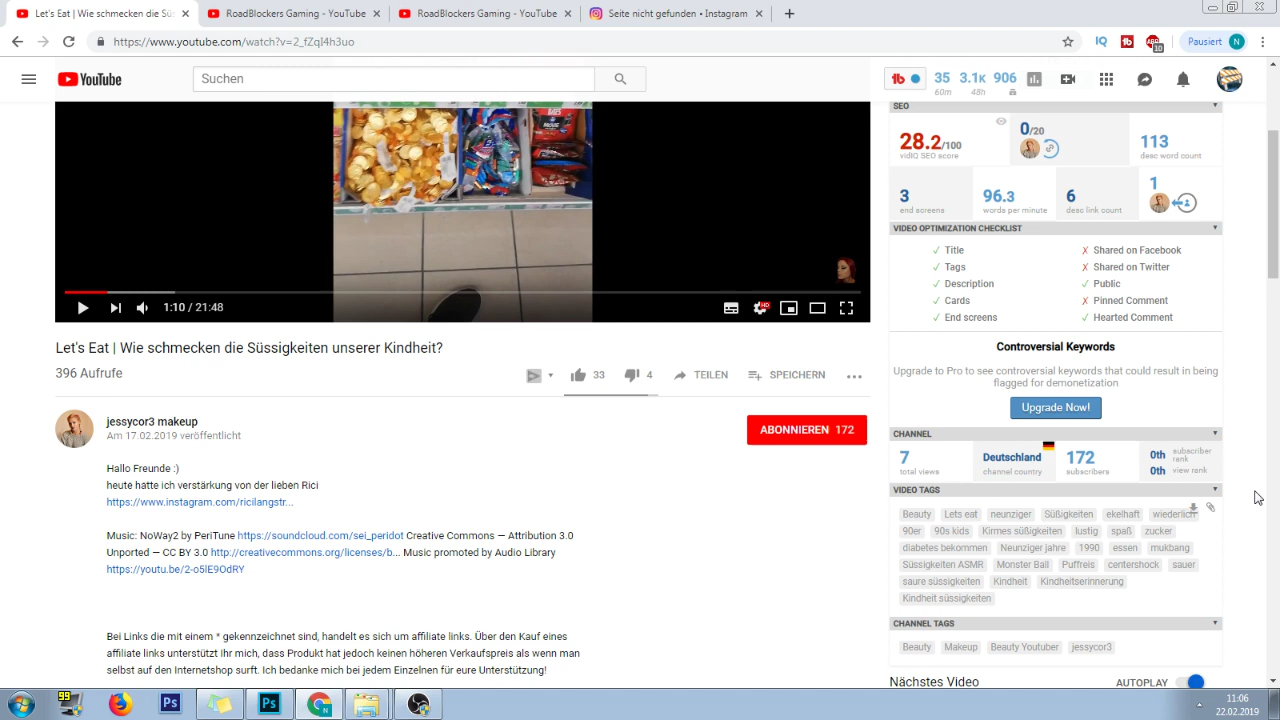 Let's Eat | Wie schmecken die Süs
RoadBlockers Gaming - YouTube
RoadBlockers Gaming - YouTube
Seite nicht gefunden • Instagram
https://www.youtube.com/watch?v=2_fZqI4h3uo
IQ
tb
10
Pausiert
N
YouTube
Suchen
tb
35
60m
3.1K
48h
906
SEO
28.2/100
vidIQ SEO score
0/20
113
desc word count
3
end screens
96.3
words per minute
6
desc link count
1
VIDEO OPTIMIZATION CHECKLIST
✓ Title
✗ Shared on Facebook
✓ Tags
✗ Shared on Twitter
✓ Description
✓ Public
✓ Cards
✗ Pinned Comment
✓ End screens
✓ Hearted Comment
1:10 / 21:48
HD
Controversial Keywords
Upgrade to Pro to see controversial keywords that could result in being
flagged for demonetization
Upgrade Now!
Let's Eat | Wie schmecken die Süssigkeiten unserer Kindheit?
396 Aufrufe
33
4
TEILEN
SPEICHERN
jessycor3 makeup
Am 17.02.2019 veröffentlicht
ABONNIEREN 172
Hallo Freunde :)
heute hatte ich verstärkung von der lieben Rici
https://www.instagram.com/ricilangstr...
Music: NoWay2 by PeriTune https://soundcloud.com/sei_peridot Creative Commons — Attribution 3.0
Unported — CC BY 3.0 http://creativecommons.org/licenses/b... Music promoted by Audio Library
https://youtu.be/2-o5lE9OdRY
Bei Links die mit einem * gekennzeichnet sind, handelt es sich um affiliate links. Über den Kauf eines
affiliate links unterstützt Ihr mich, dass Produkt hat jedoch keinen höheren Verkaufspreis als wenn man
selbst auf den Internetshop surft. Ich bedanke mich bei jedem Einzelnen für eure Unterstützung!
CHANNEL
7
total views
Deutschland
channel country
172
subscribers
0th subscriber rank
0th view rank
VIDEO TAGS
Beauty Lets eat neunziger Süßigkeiten ekelhaft wiederlich
90er 90s kids Kirmes süßigkeiten lustig spaß zucker
diabetes bekommen Neunziger jahre 1990 essen mukbang
Süssigkeiten ASMR Monster Ball Puffreis centershock sauer
saure süssigkeiten Kindheit Kindheitserinnerung
Kindheit süssigkeiten
CHANNEL TAGS
Beauty Makeup Beauty Youtuber jessycor3
Nächstes Video
AUTOPLAY
99
Ps
Ps
N
11:06
22.02.2019